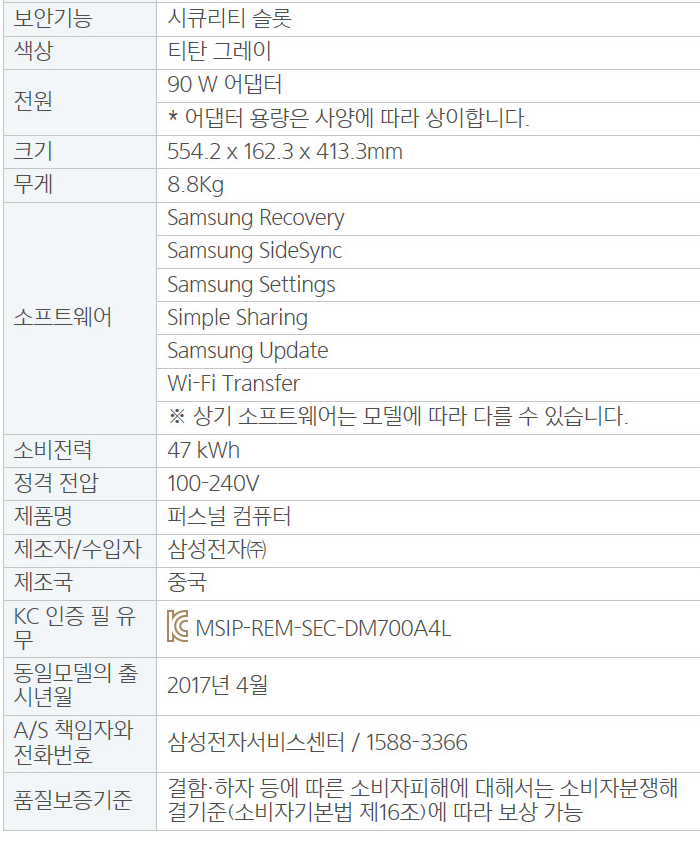 보안기능 시큐리티 슬롯
색상 티탄 그레이
전원 90 W 어댑터
* 어댑터 용량은 사양에 따라 상이합니다.
크기 554.2 x 162.3 x 413.3mm
무게 8.8Kg
소프트웨어
Samsung Recovery
Samsung SideSync
Samsung Settings
Simple Sharing
Samsung Update
Wi-Fi Transfer
※ 상기 소프트웨어는 모델에 따라 다를 수 있습니다.
소비전력 47 kWh
정격 전압 100-240V
제품명 퍼스널 컴퓨터
제조자/수입자 삼성전자㈜
제조국 중국
KC 인증 필 유
무
MSIP-REM-SEC-DM700A4L
동일모델의 출
시년월
2017년 4월
A/S 책임자와
전화번호
삼성전자서비스센터 / 1588-3366
품질보증기준
결함·하자 등에 따른 소비자피해에 대해서는 소비자분쟁해
결기준(소비자기본법 제16조)에 따라 보상 가능